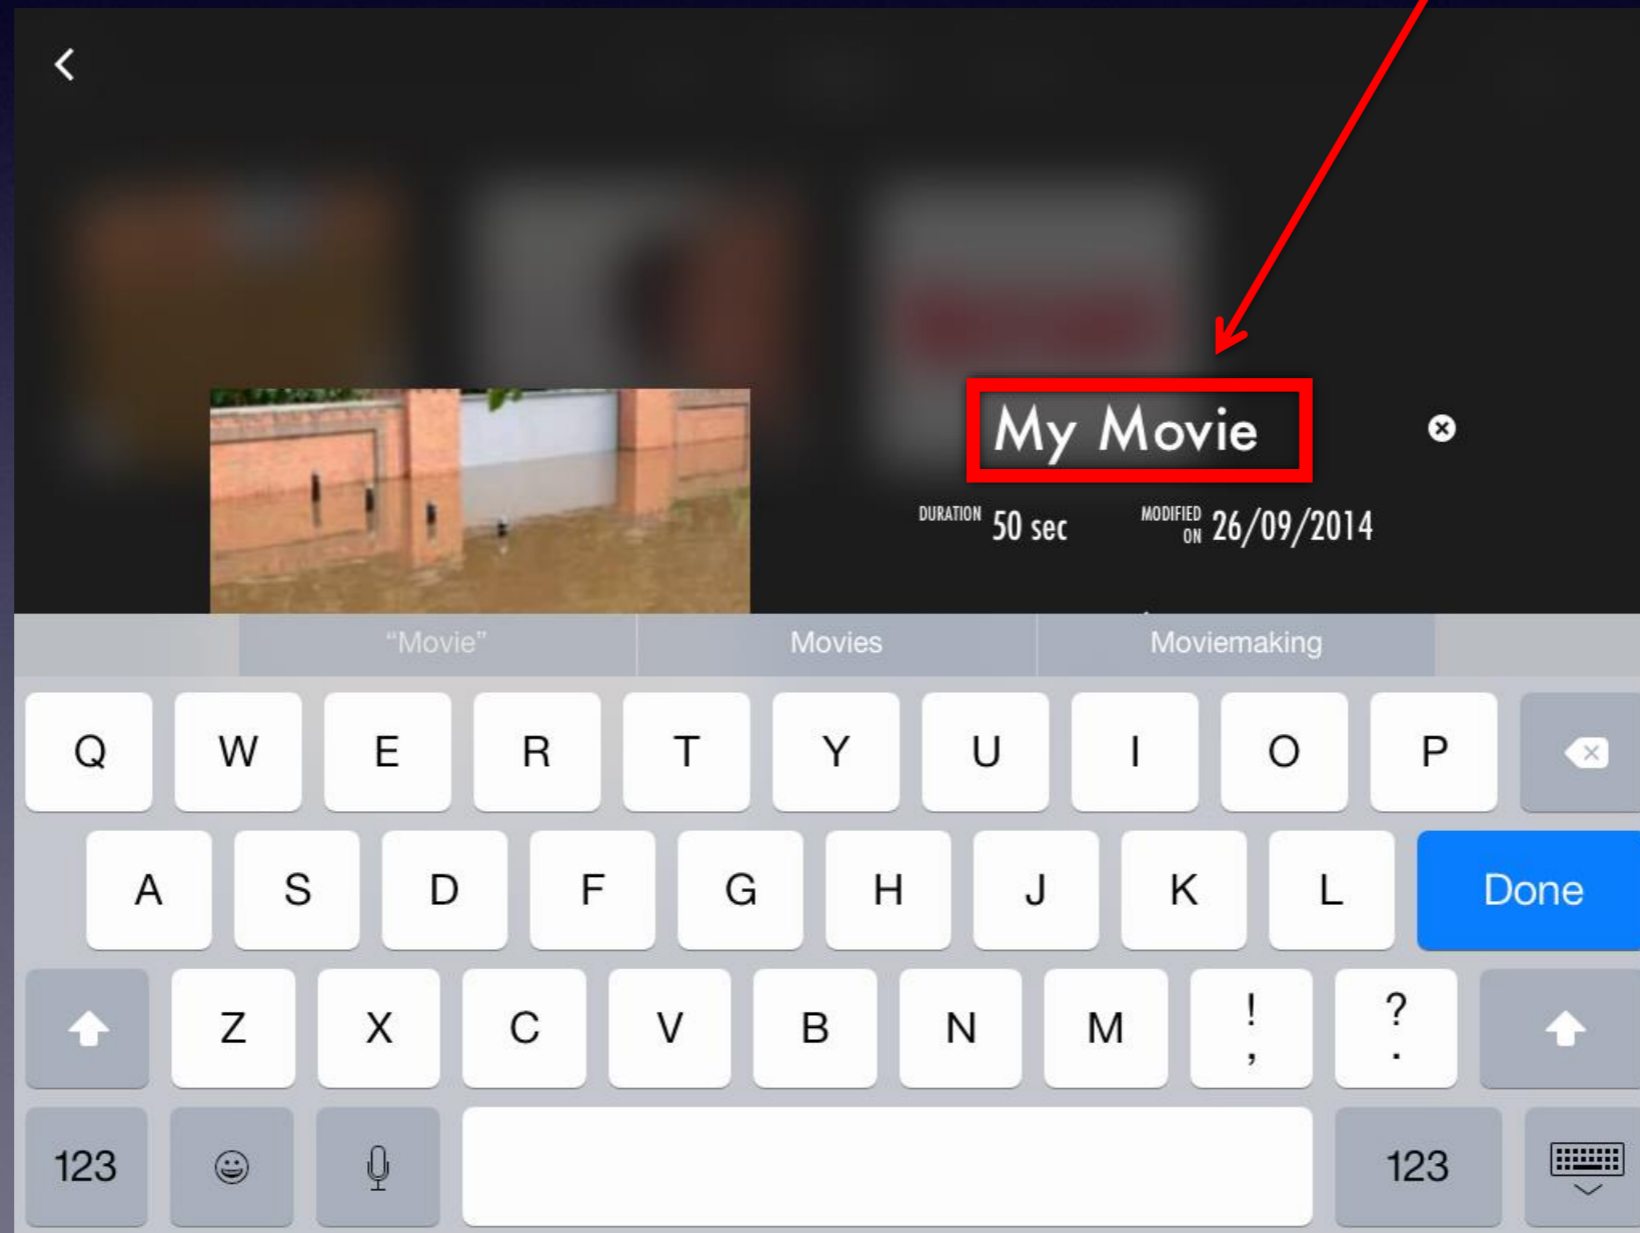 My Movie
DURATION 50 sec MODIFIED ON 26/09/2014
“Movie” Movies Moviemaking
Q W E R T Y U I O P
A S D F G H J K L Done
Z X C V B N M ! , ? .
123 123